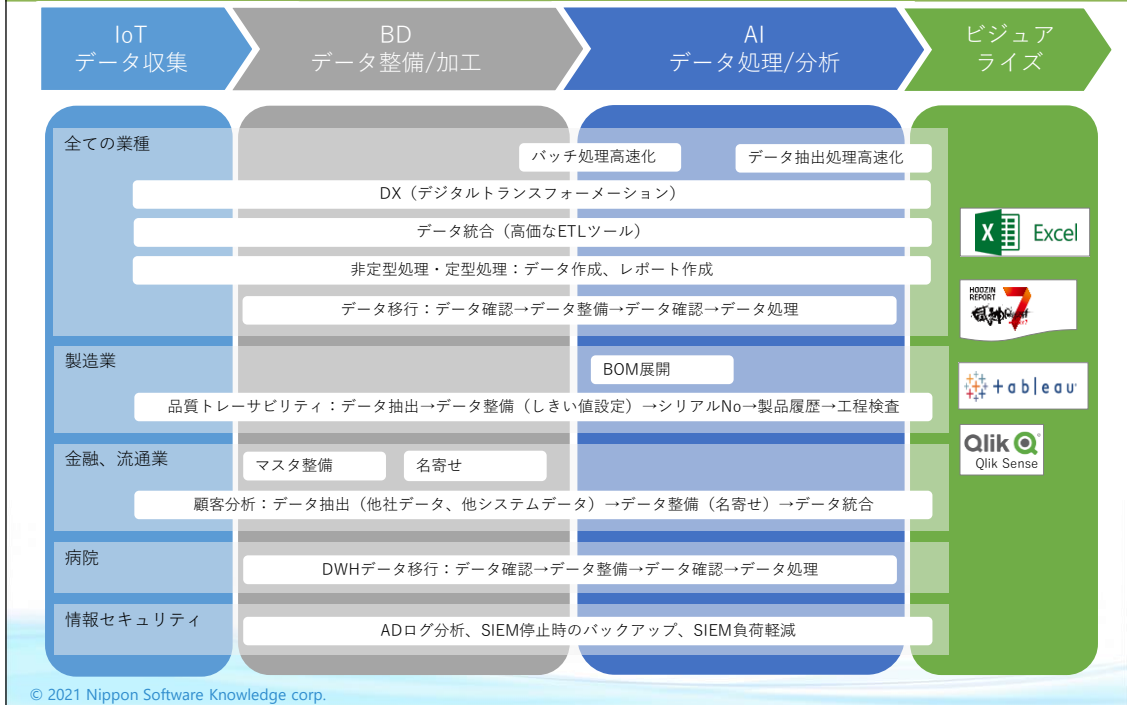 IoT
データ収集
BD
データ整備/加工
AI
データ処理/分析
ビジュア
ライズ
全ての業種
バッチ処理高速化
データ抽出処理高速化
DX（デジタルトランスフォーメーション）
データ統合（高価なETLツール）
非定型処理・定型処理：データ作成、レポート作成
データ移行：データ確認→データ整備→データ確認→データ処理
製造業
BOM展開
品質トレーサビリティ：データ抽出→データ整備（しきい値設定）→シリアルNo→製品履歴→工程検査
金融、流通業
マスタ整備
名寄せ
顧客分析：データ抽出（他社データ、他システムデータ）→データ整備（名寄せ）→データ統合
病院
DWHデータ移行：データ確認→データ整備→データ確認→データ処理
情報セキュリティ
ADログ分析、SIEM停止時のバックアップ、SIEM負荷軽減
X Excel
HOOZIN
REPORT
7
+ableau
Qlik Q
Qlik Sense
© 2021 Nippon Software Knowledge corp.